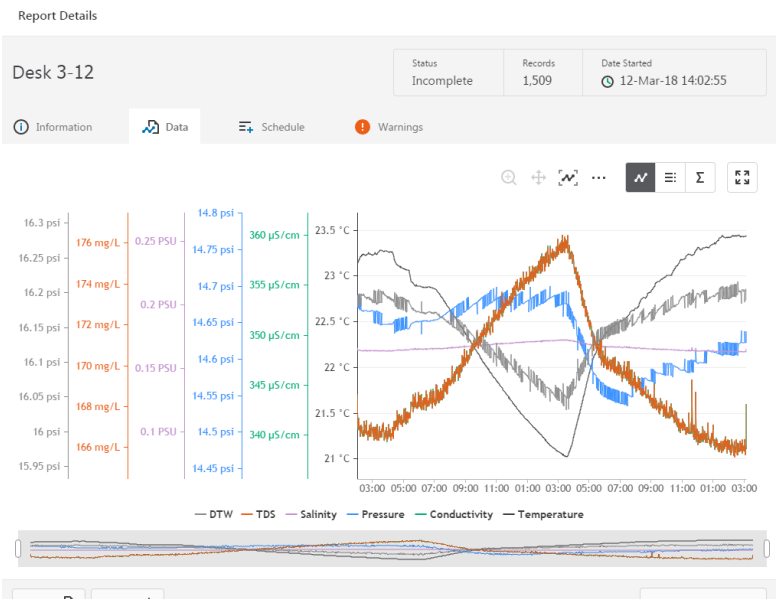 Report Details
Desk 3-12
Status
Incomplete
Records
1,509
Date Started
12-Mar-18 14:02:55
Information
Data
Schedule
! Warnings
Σ
16.3 psi
16.25 psi
16.2 psi
16.15 psi
16.1 psi
16.05 psi
16 psi
15.95 psi
176 mg/L
174 mg/L
172 mg/L
170 mg/L
168 mg/L
166 mg/L
0.25 PSU
0.2 PSU
0.15 PSU
0.1 PSU
14.8 psi
14.75 psi
14.7 psi
14.65 psi
14.6 psi
14.55 psi
14.5 psi
14.45 psi
360 µS/cm
355 µS/cm
350 µS/cm
345 µS/cm
340 µS/cm
23.5 °C
23 °C
22.5 °C
22 °C
21.5 °C
21 °C
03:00 05:00 07:00 09:00 11:00 01:00 03:00 05:00 07:00 09:00 11:00 01:00 03:00
DTW TDS Salinity Pressure Conductivity Temperature